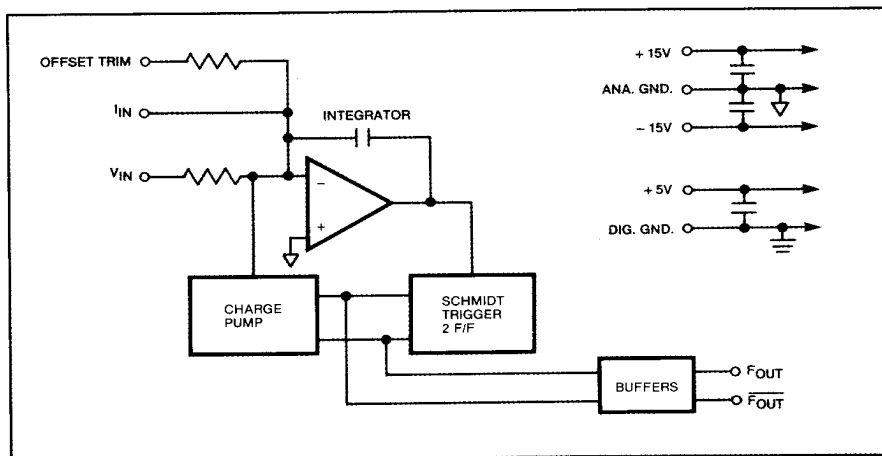 OFFSET TRIM
IIN
VIN
INTEGRATOR
−
+
CHARGE
PUMP
SCHMIDT
TRIGGER
2 F/F
BUFFERS
FOUT
F̅O̅U̅T̅
+ 15V
ANA. GND.
− 15V
+ 5V
DIG. GND.